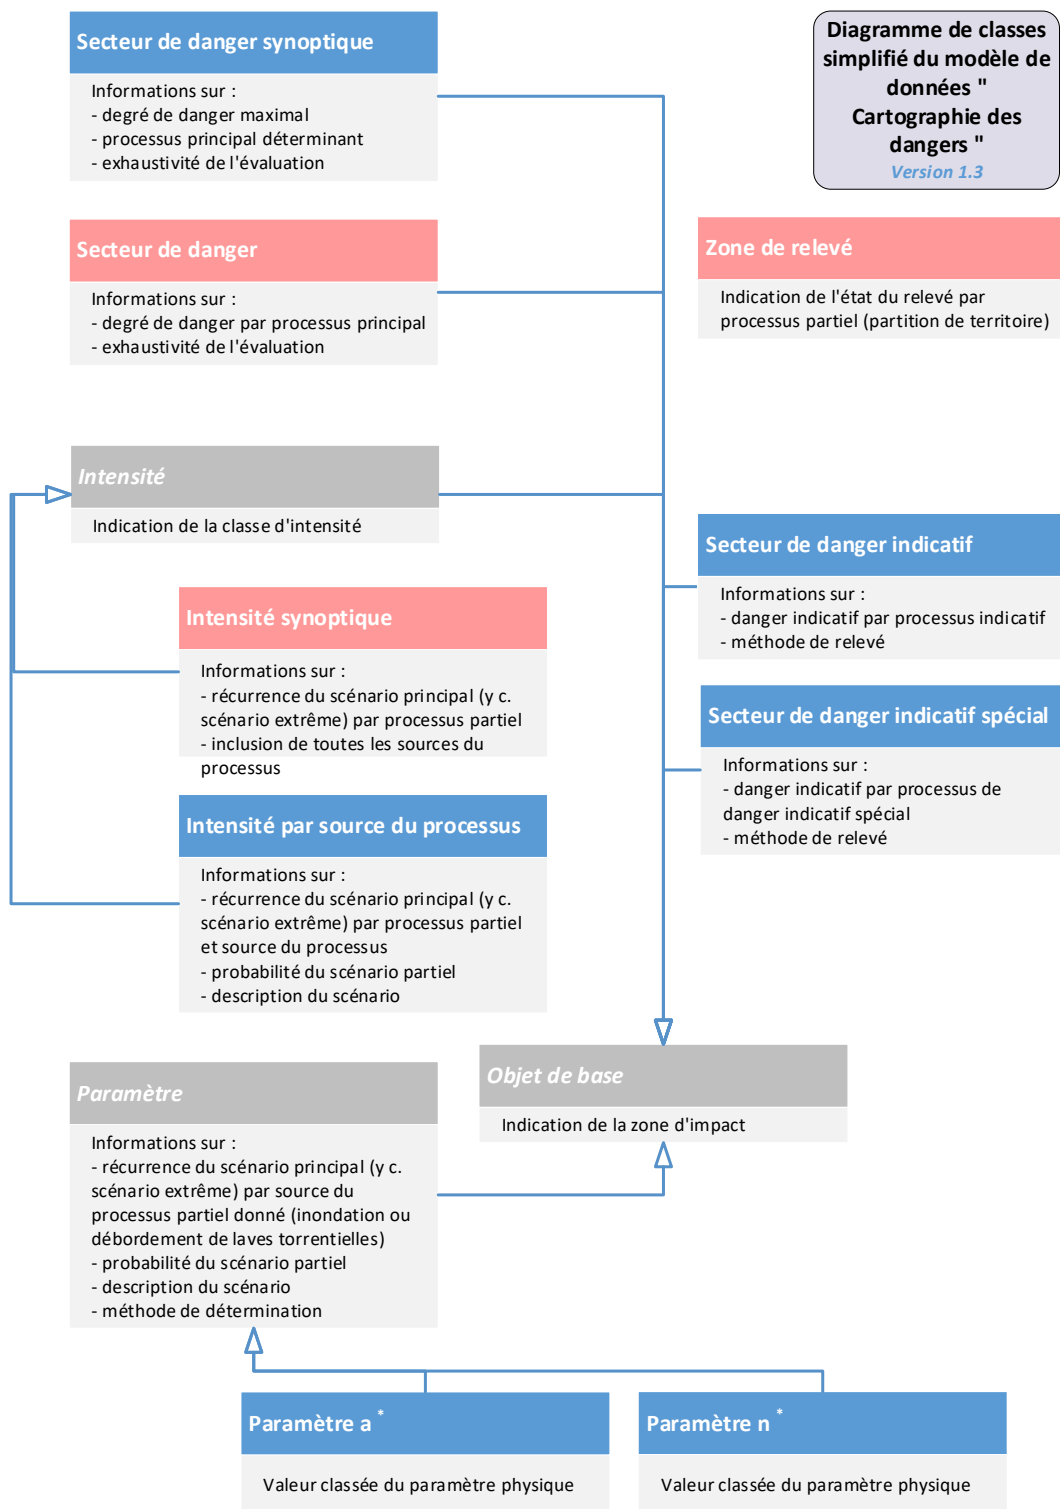 Diagramme de classes
simplifié du modèle de
données "
Cartographie des
dangers "
Version 1.3
Secteur de danger synoptique
Informations sur :
- degré de danger maximal
- processus principal déterminant
- exhaustivité de l'évaluation
Secteur de danger
Informations sur :
- degré de danger par processus principal
- exhaustivité de l'évaluation
Zone de relevé
Indication de l'état du relevé par
processus partiel (partition de territoire)
Intensité
Indication de la classe d'intensité
Secteur de danger indicatif
Informations sur :
- danger indicatif par processus indicatif
- méthode de relevé
Intensité synoptique
Informations sur :
- récurrence du scénario principal (y c.
scénario extrême) par processus partiel
- inclusion de toutes les sources du
processus
Secteur de danger indicatif spécial
Informations sur :
- danger indicatif par processus de
danger indicatif spécial
- méthode de relevé
Intensité par source du processus
Informations sur :
- récurrence du scénario principal (y c.
scénario extrême) par processus partiel
et source du processus
- probabilité du scénario partiel
- description du scénario
Objet de base
Indication de la zone d'impact
Paramètre
Informations sur :
- récurrence du scénario principal (y c.
scénario extrême) par source du
processus partiel donné (inondation ou
débordement de laves torrentielles)
- probabilité du scénario partiel
- description du scénario
- méthode de détermination
Paramètre a *
Valeur classée du paramètre physique
Paramètre n *
Valeur classée du paramètre physique